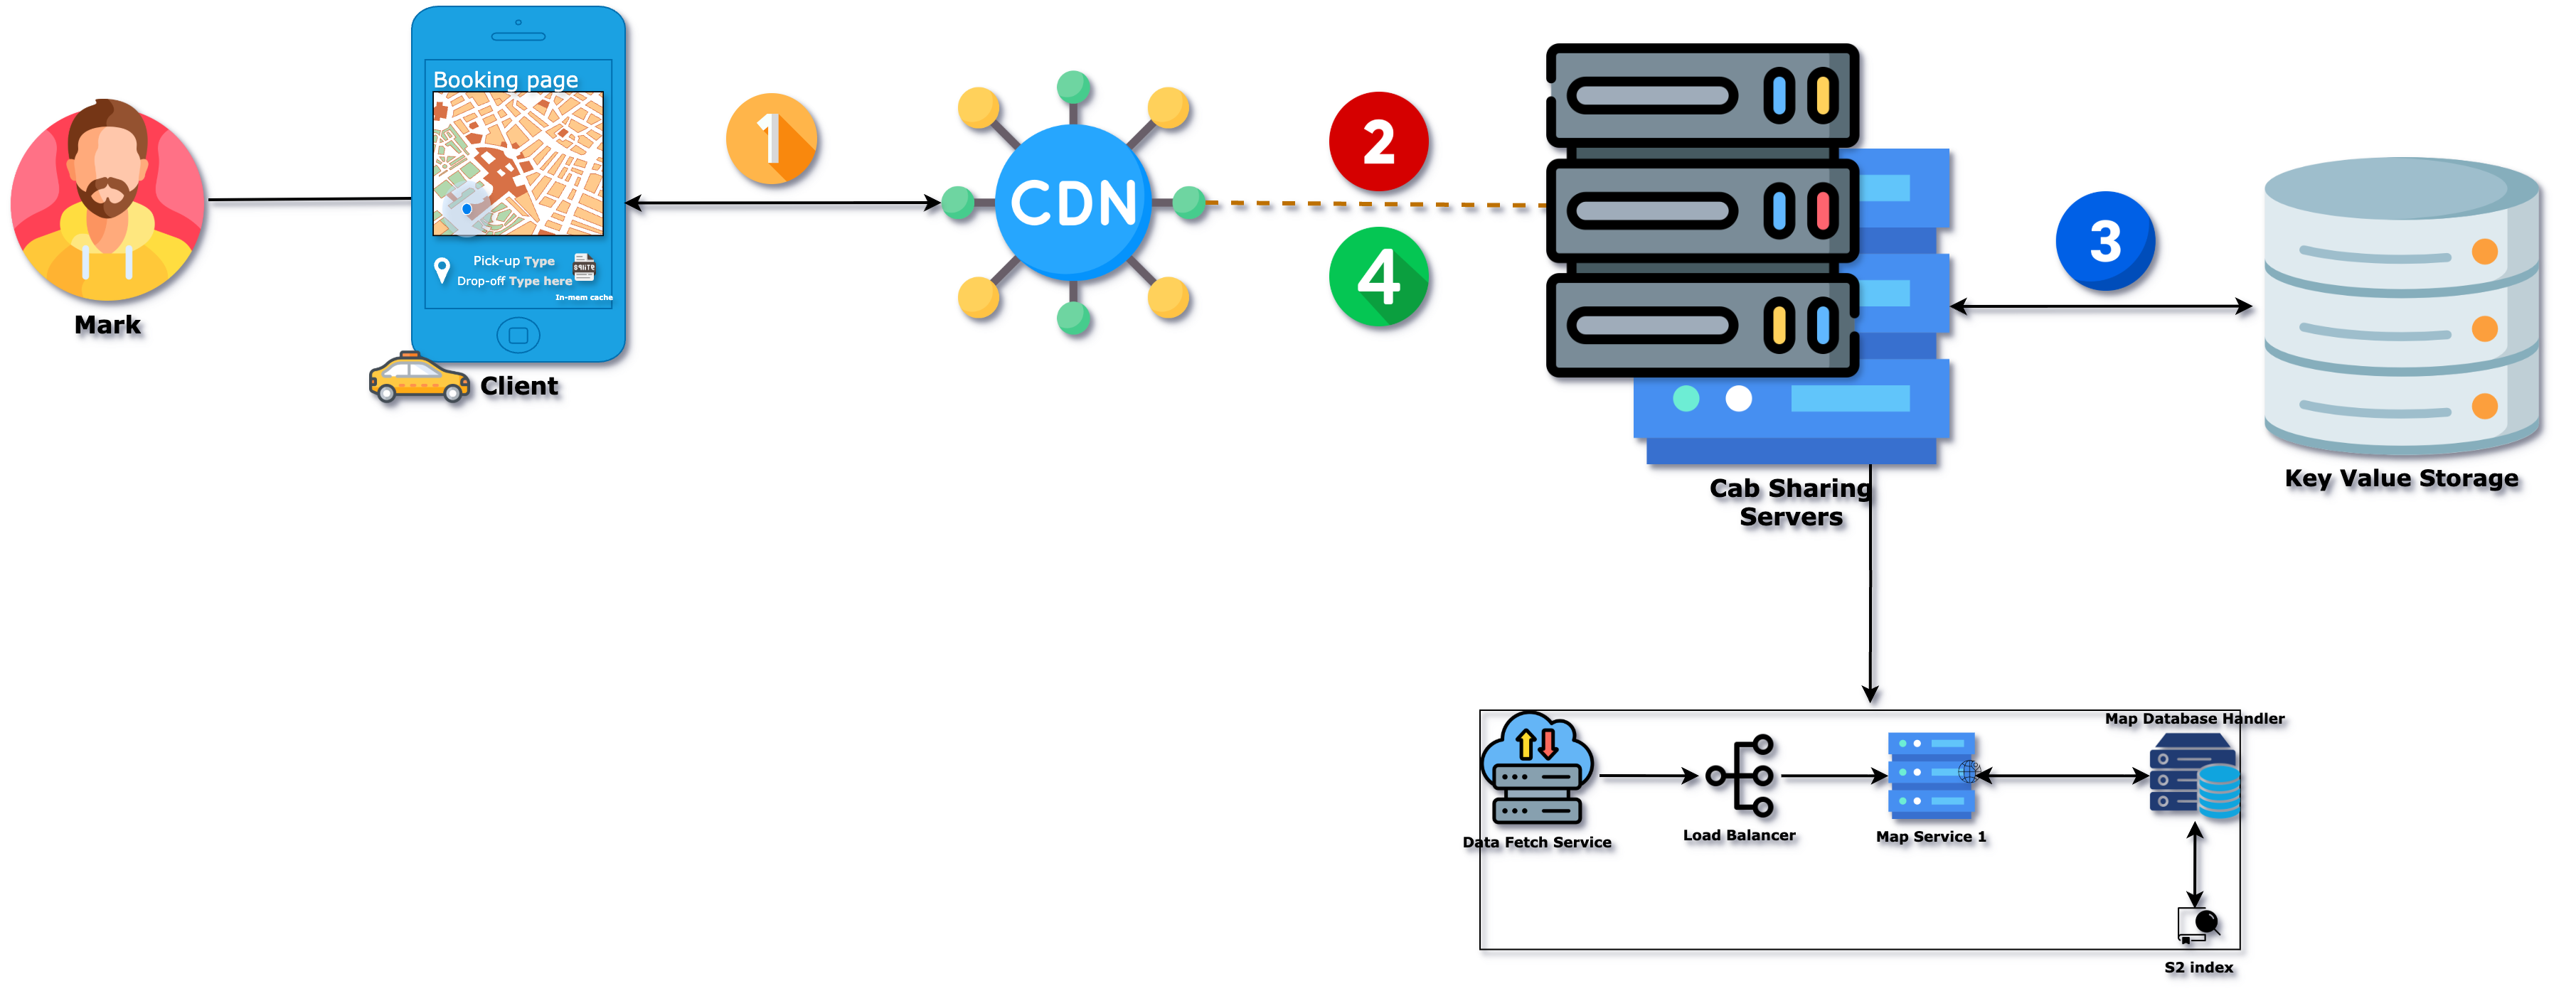 Booking page
Pick-up Type
Drop-off Type here
SQLITE
In-mem cache
Mark
Client
1
CDN
2
4
3
Cab Sharing
Servers
Key Value Storage
Map Database Handler
Data Fetch Service
Load Balancer
Map Service 1
S2 index